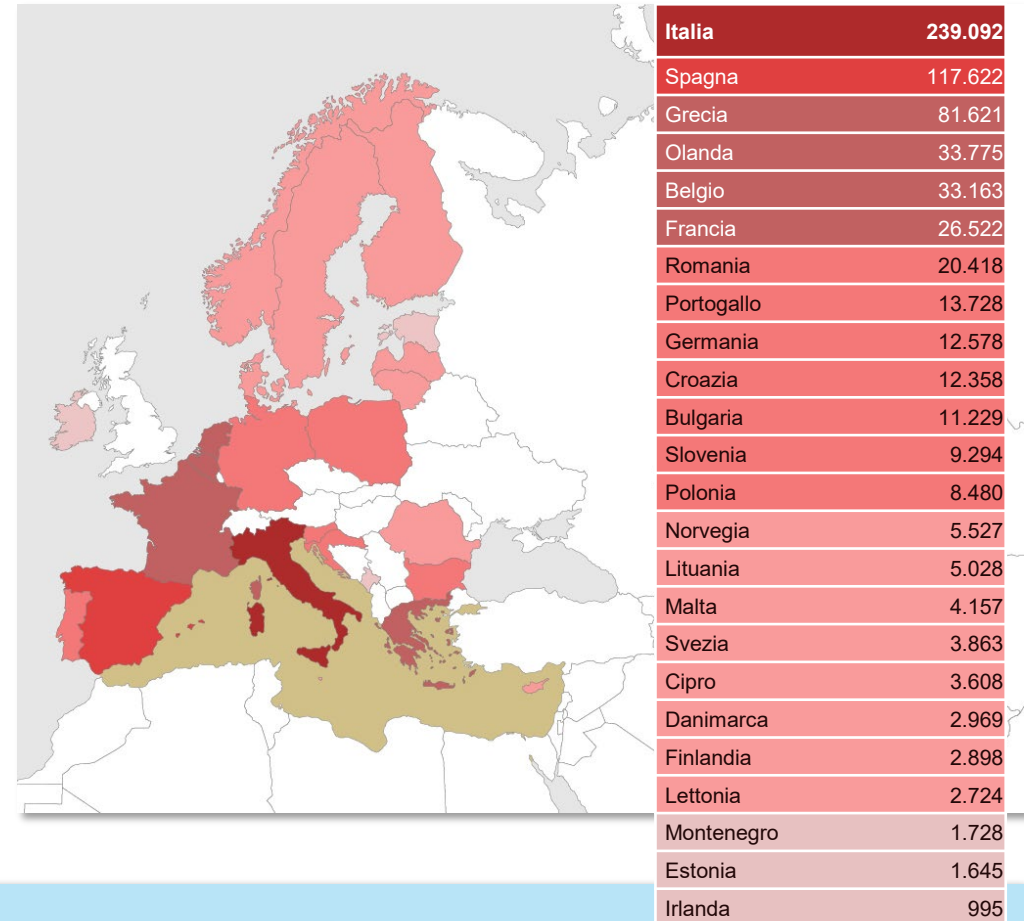 Italia 239.092
Spagna 117.622
Grecia 81.621
Olanda 33.775
Belgio 33.163
Francia 26.522
Romania 20.418
Portogallo 13.728
Germania 12.578
Croazia 12.358
Bulgaria 11.229
Slovenia 9.294
Polonia 8.480
Norvegia 5.527
Lituania 5.028
Malta 4.157
Svezia 3.863
Cipro 3.608
Danimarca 2.969
Finlandia 2.898
Lettonia 2.724
Montenegro 1.728
Estonia 1.645
Irlanda 995